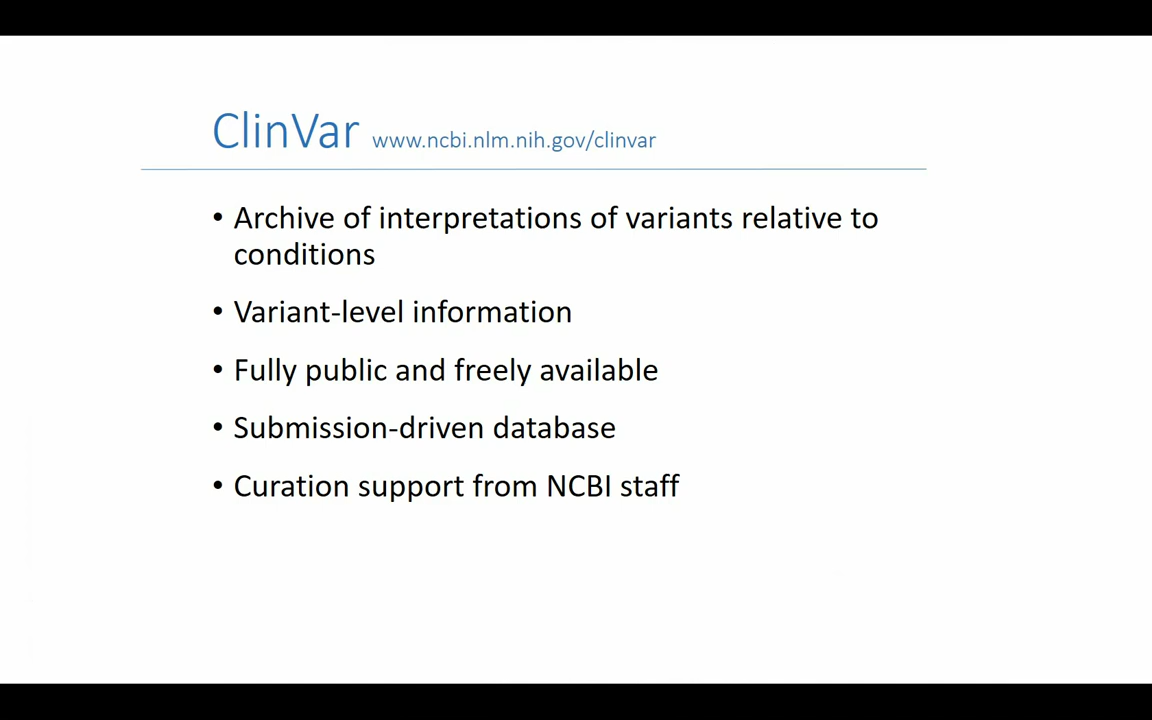 ClinVar www.ncbi.nlm.nih.gov/clinvar
• Archive of interpretations of variants relative to
conditions
• Variant-level information
• Fully public and freely available
• Submission-driven database
• Curation support from NCBI staff